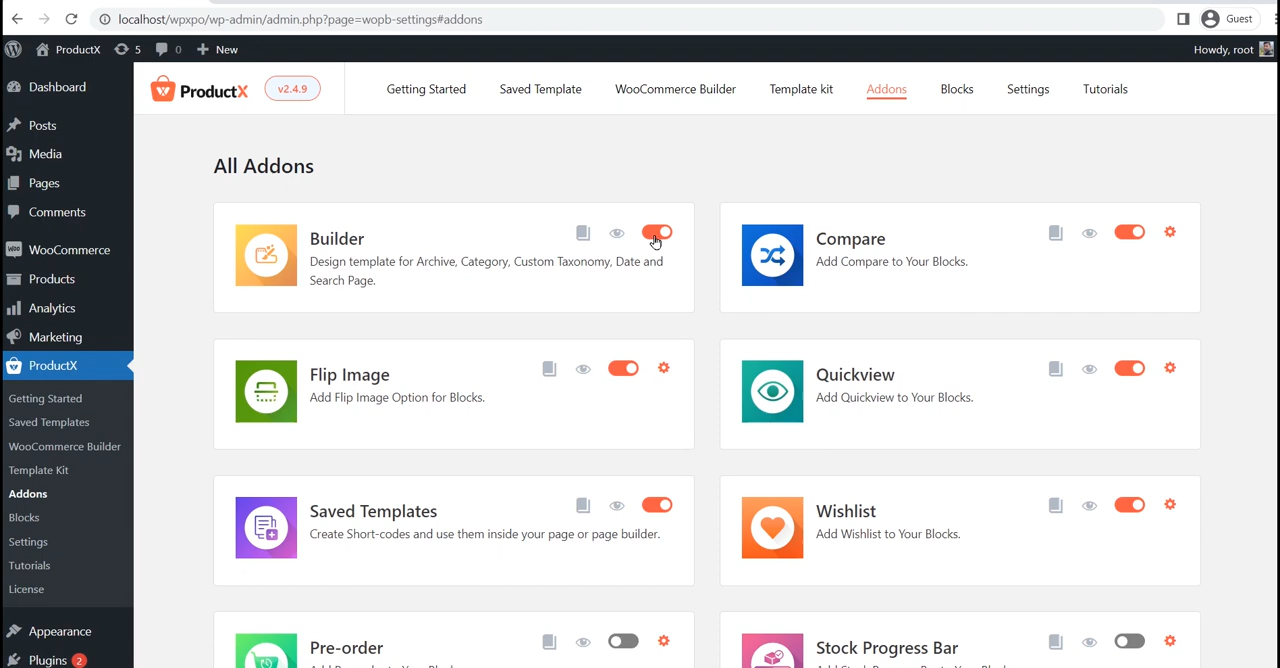 localhost/wpxpo/wp-admin/admin.php?page=wopb-settings#addons
Guest
ProductX
5
0
New
Howdy, root
Dashboard
Posts
Media
Pages
Comments
WooCommerce
Products
Analytics
Marketing
ProductX
Getting Started
Saved Templates
WooCommerce Builder
Template Kit
Addons
Blocks
Settings
Tutorials
License
Appearance
Plugins 2
ProductX
v2.4.9
Getting Started
Saved Template
WooCommerce Builder
Template kit
Addons
Blocks
Settings
Tutorials
All Addons
Builder
Design template for Archive, Category, Custom Taxonomy, Date and
Search Page.
Compare
Add Compare to Your Blocks.
Flip Image
Add Flip Image Option for Blocks.
Quickview
Add Quickview to Your Blocks.
Saved Templates
Create Short-codes and use them inside your page or page builder.
Wishlist
Add Wishlist to Your Blocks.
Pre-order
Stock Progress Bar